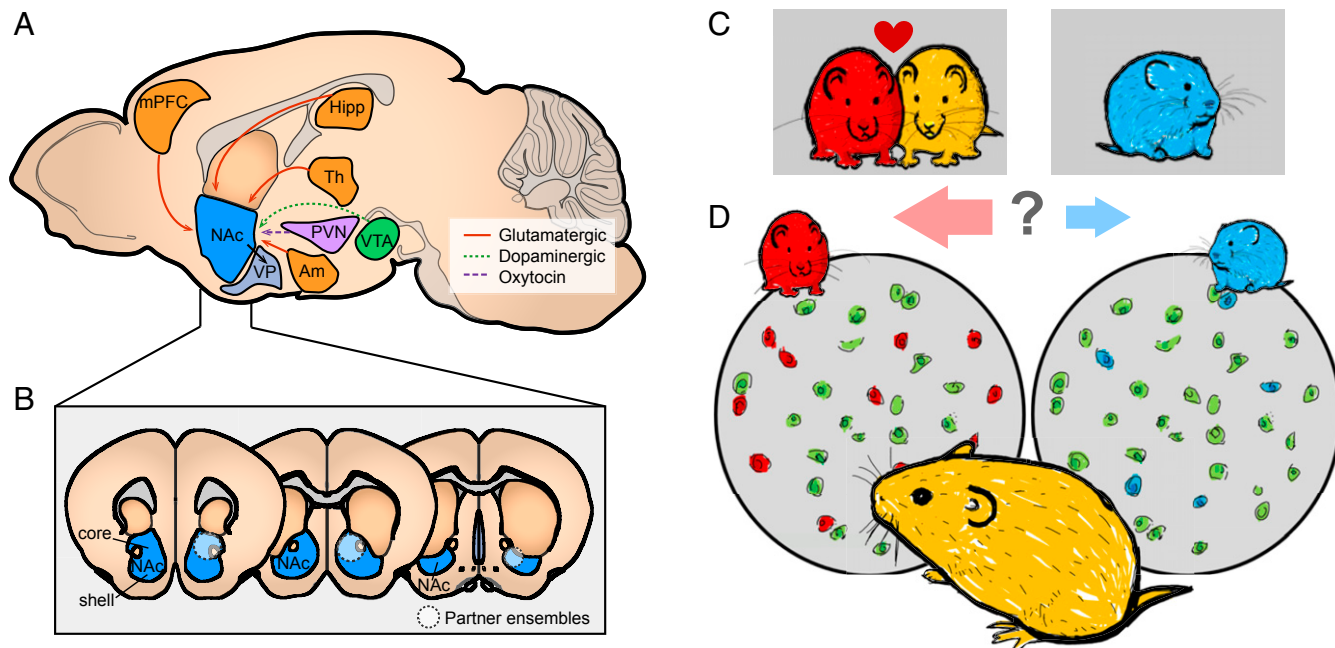 A
mPFC
Hipp
Th
NAc
PVN
VTA
VP
Am
Glutamatergic
Dopaminergic
Oxytocin
B
core
NAc
shell
NAc
NAc
Partner ensembles
C
D
?